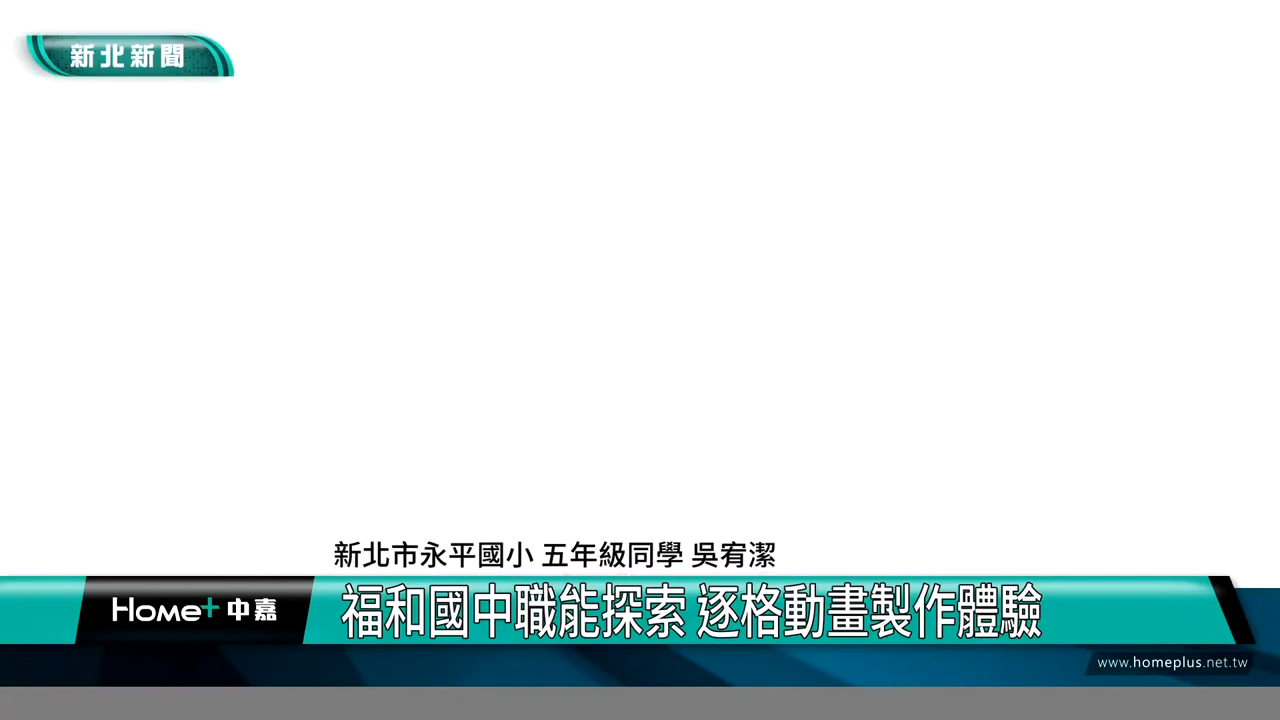 新北新聞
新北市永平國小 五年級同學 吳宥潔
Home+中嘉
福和國中職能探索 逐格動畫製作體驗
www.homeplus.net.tw